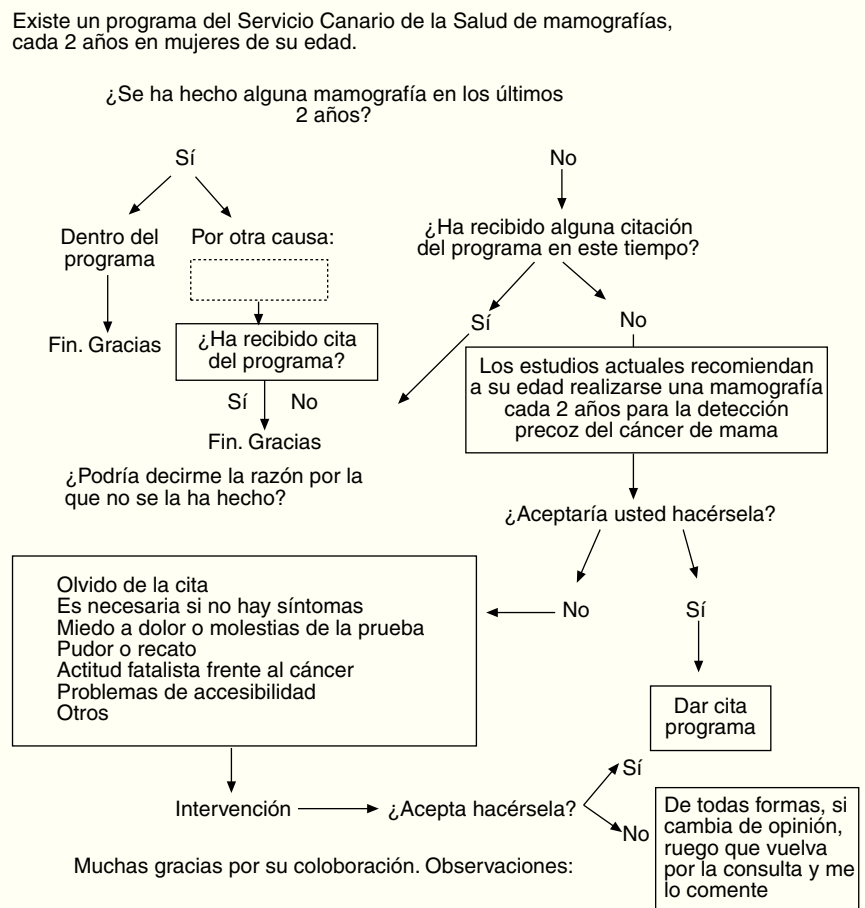 Existe un programa del Servicio Canario de la Salud de mamografías,
cada 2 años en mujeres de su edad.
¿Se ha hecho alguna mamografía en los últimos
2 años?
Sí
No
Dentro del
programa
Por otra causa:
¿Ha recibido alguna citación
del programa en este tiempo?
Fin. Gracias
¿Ha recibido cita
del programa?
Sí
No
Sí
No
Fin. Gracias
Los estudios actuales recomiendan
a su edad realizarse una mamografía
cada 2 años para la detección
precoz del cáncer de mama
¿Podría decirme la razón por la
que no se la ha hecho?
¿Aceptaría usted hacérsela?
No
Sí
Olvido de la cita
Es necesaria si no hay síntomas
Miedo a dolor o molestias de la prueba
Pudor o recato
Actitud fatalista frente al cáncer
Problemas de accesibilidad
Otros
Dar cita
programa
Intervención
¿Acepta hacérsela?
Sí
No
De todas formas, si
cambia de opinión,
ruego que vuelva
por la consulta y me
lo comente
Muchas gracias por su coloboración. Observaciones: